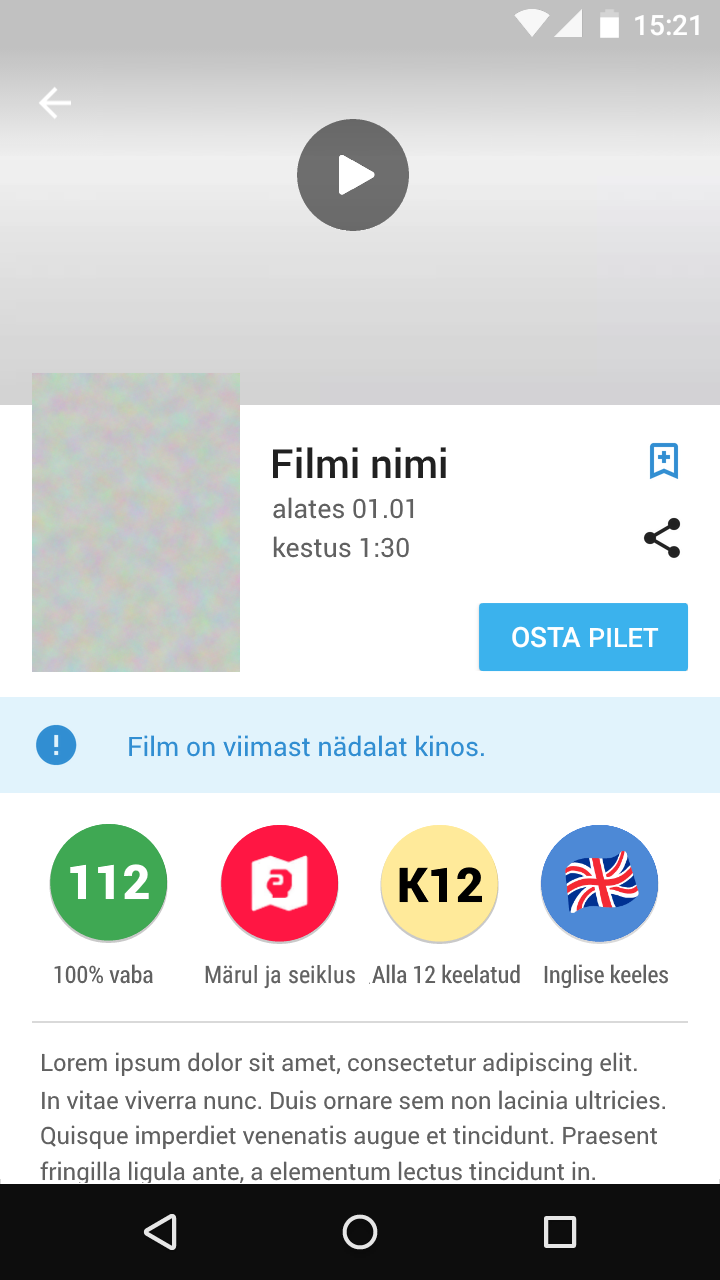 15:21
Filmi nimi
alates 01.01
kestus 1:30
OSTA PILET
Film on viimast nädalat kinos.
112
K12
100% vaba
Märul ja seiklus
Alla 12 keelatud
Inglise keeles
Lorem ipsum dolor sit amet, consectetur adipiscing elit.
In vitae viverra nunc. Duis ornare sem non lacinia ultricies.
Quisque imperdiet venenatis augue et tincidunt. Praesent
fringilla ligula ante, a elementum lectus tincidunt in.